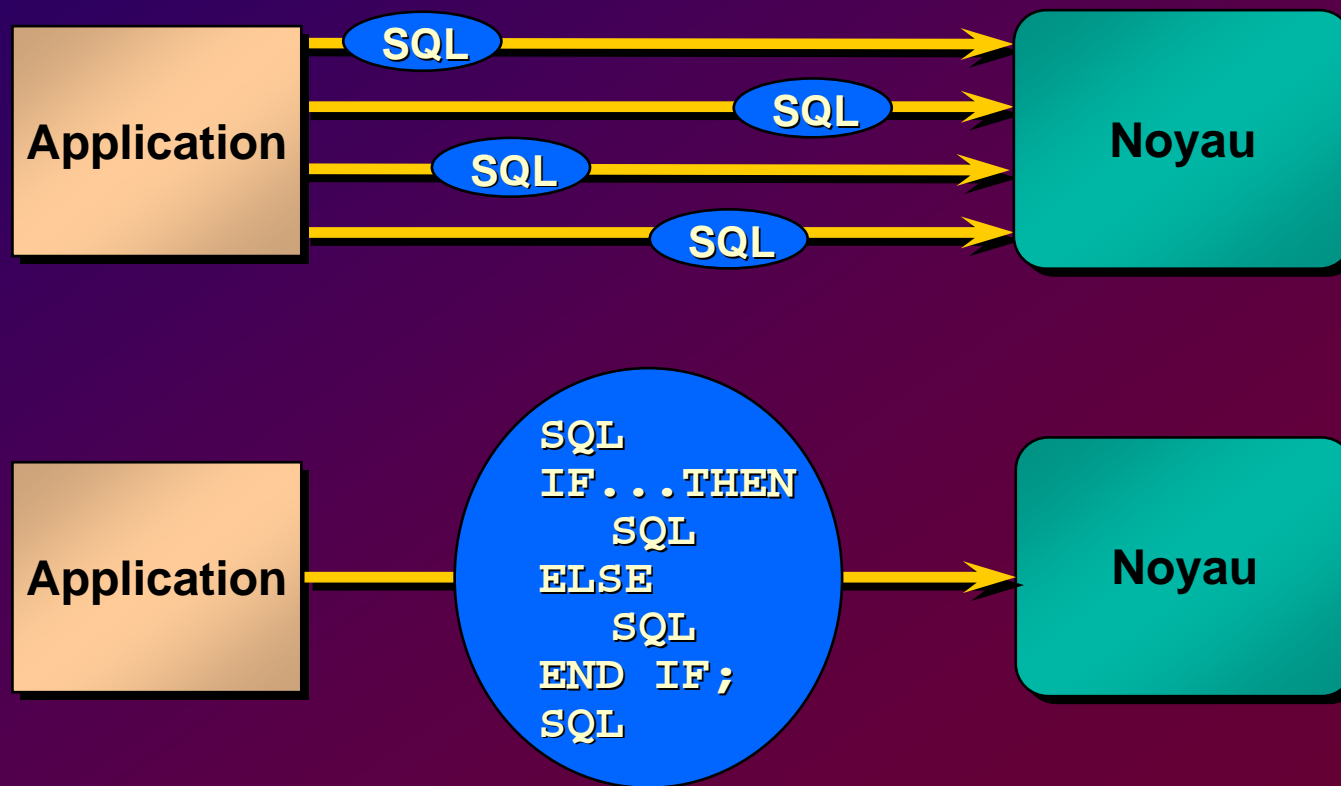 SQL
SQL
SQL
SQL
Application
Noyau
SQL
IF...THEN
SQL
ELSE
SQL
END IF;
SQL
Application
Noyau